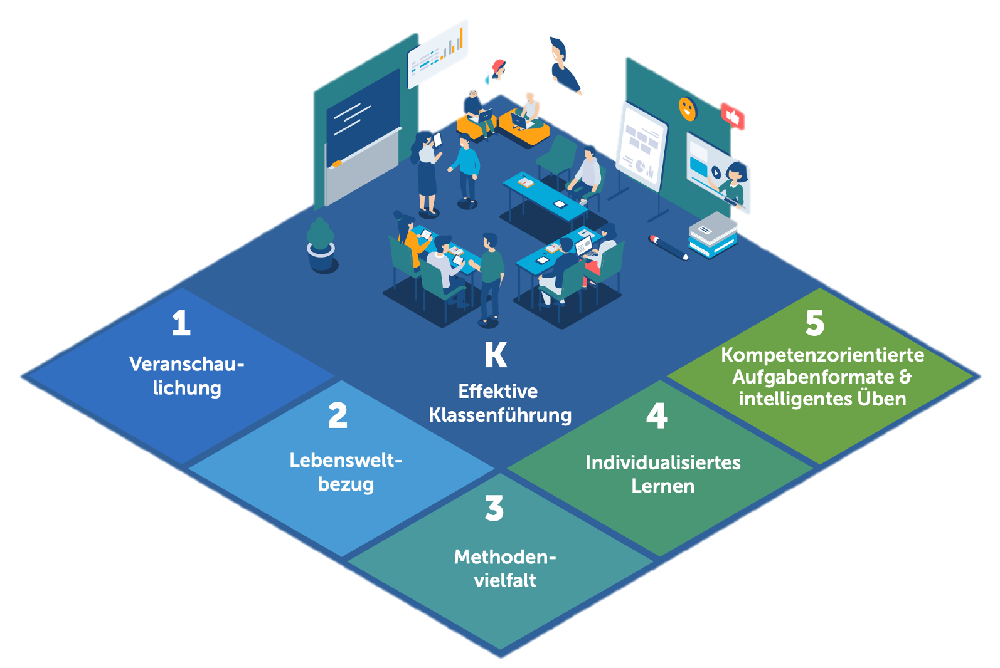 1
Veranschau-
lichung
2
Lebenswelt-
bezug
K
Effektive
Klassenführung
3
Methoden-
vielfalt
4
Individualisiertes
Lernen
5
Kompetenzorientierte
Aufgabenformate &
intelligentes Üben